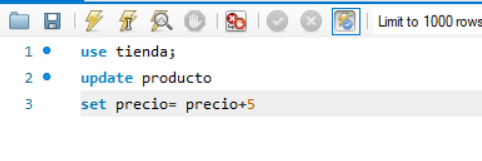 Limit to 1000 rows
1 use tienda;
2 update producto
3 set precio= precio+5